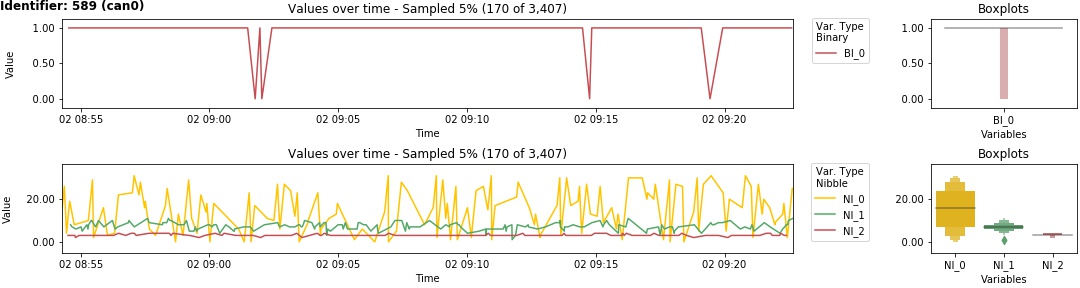 Identifier: 589 (can0)
Values over time - Sampled 5% (170 of 3,407)
Value
1.00
0.50
0.00
02 08:55 02 09:00 02 09:05 02 09:10 02 09:15 02 09:20
Time
Var. Type
Binary
BI_0
Boxplots
1.00
0.50
0.00
BI_0
Variables
Values over time - Sampled 5% (170 of 3,407)
Value
20.00
0.00
02 08:55 02 09:00 02 09:05 02 09:10 02 09:15 02 09:20
Time
Var. Type
Nibble
NI_0
NI_1
NI_2
Boxplots
20.00
0.00
NI_0 NI_1 NI_2
Variables